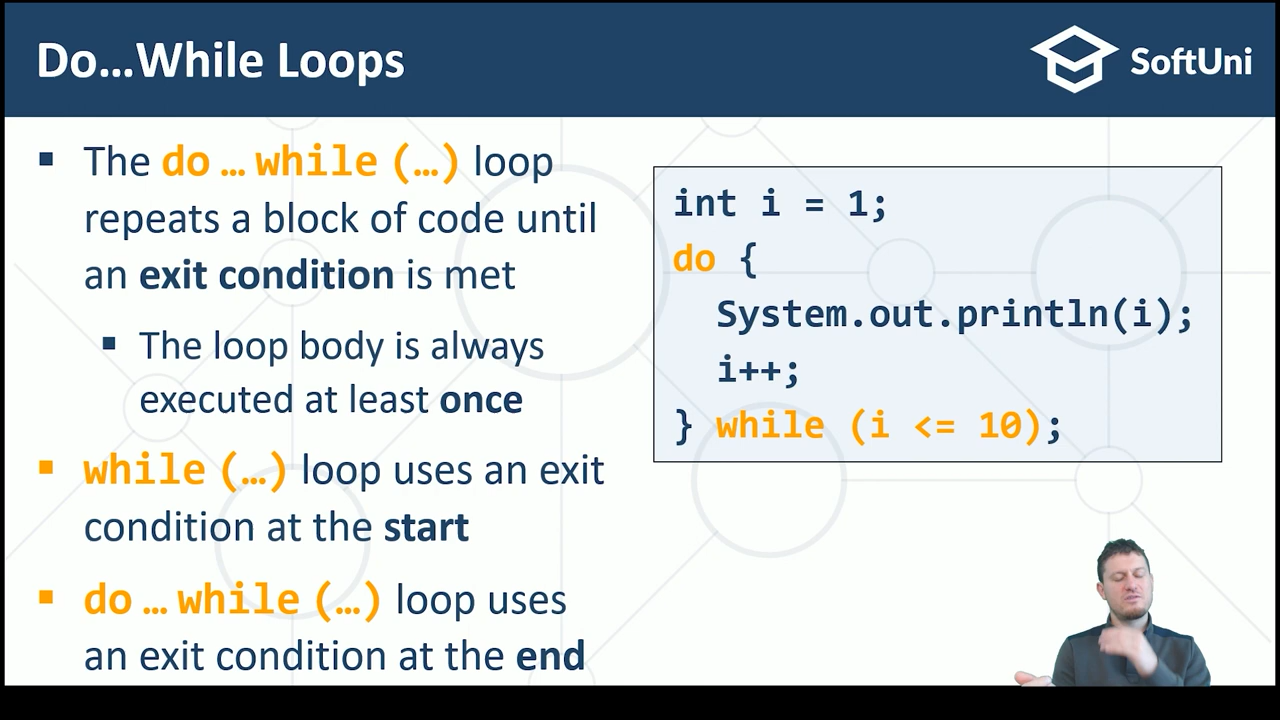 Do…While Loops
SoftUni
▪ The do … while (…) loop
repeats a block of code until
an exit condition is met
▪ The loop body is always
executed at least once
▪ while (…) loop uses an exit
condition at the start
▪ do … while (…) loop uses
an exit condition at the end
int i = 1;
do {
  System.out.println(i);
  i++;
} while (i <= 10);